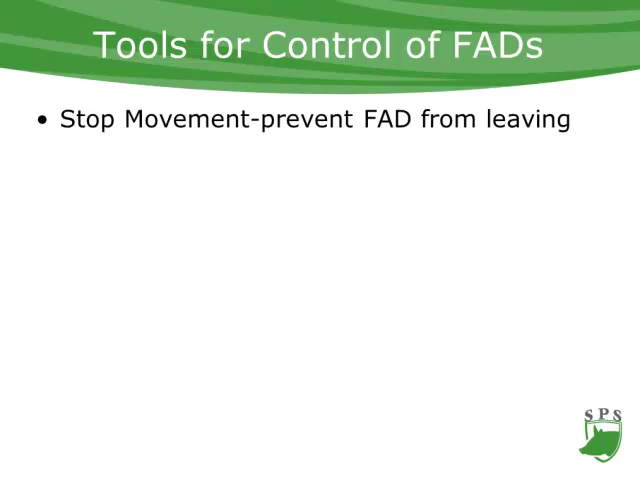 Tools for Control of FADs
• Stop Movement-prevent FAD from leaving
SPS